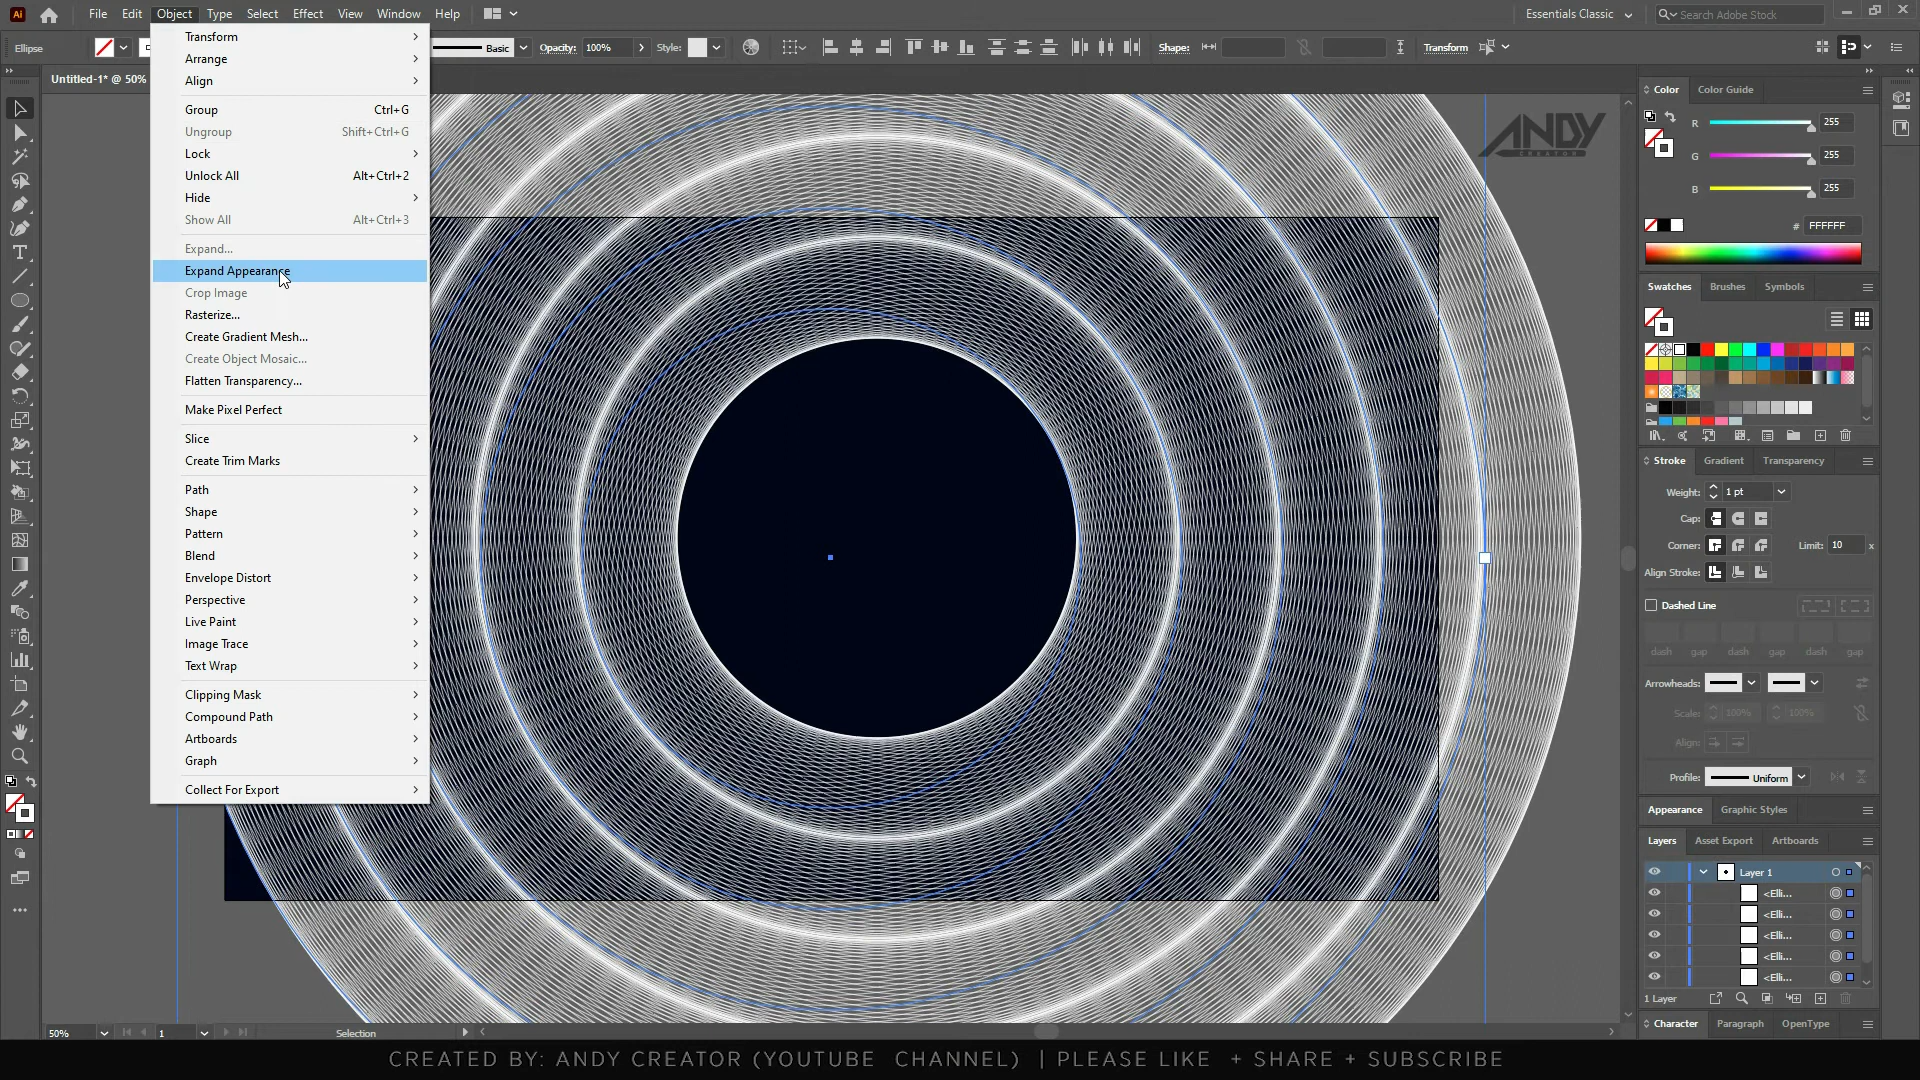 Ai File Edit Object Type Select Effect View Window Help Essentials Classic Search Adobe Stock
Ellipse Basic Opacity: 100% Style: Shape: Transform
Untitled-1* @ 50%
Transform
Arrange
Align
Group Ctrl+G
Ungroup Shift+Ctrl+G
Lock
Unlock All Alt+Ctrl+2
Hide
Show All Alt+Ctrl+3
Expand...
Expand Appearance
Crop Image
Rasterize...
Create Gradient Mesh...
Create Object Mosaic...
Flatten Transparency...
Make Pixel Perfect
Slice
Create Trim Marks
Path
Shape
Pattern
Blend
Envelope Distort
Perspective
Live Paint
Image Trace
Text Wrap
Clipping Mask
Compound Path
Artboards
Graph
Collect For Export
ANDY
CREATOR
Color Color Guide
R 255
G 255
B 255
# FFFFFF
Swatches Brushes Symbols
Stroke Gradient Transparency
Weight: 1 pt
Cap:
Corner: Limit: 10 x
Align Stroke:
Dashed Line
dash gap dash gap dash gap
Arrowheads:
Scale: 100% 100%
Align:
Profile: Uniform
Appearance Graphic Styles
Layers Asset Export Artboards
Layer 1
<Elli...
<Elli...
<Elli...
<Elli...
<Elli...
1 Layer
Character Paragraph OpenType
50% 1 Selection
CREATED BY: ANDY CREATOR (YOUTUBE CHANNEL) | PLEASE LIKE + SHARE + SUBSCRIBE